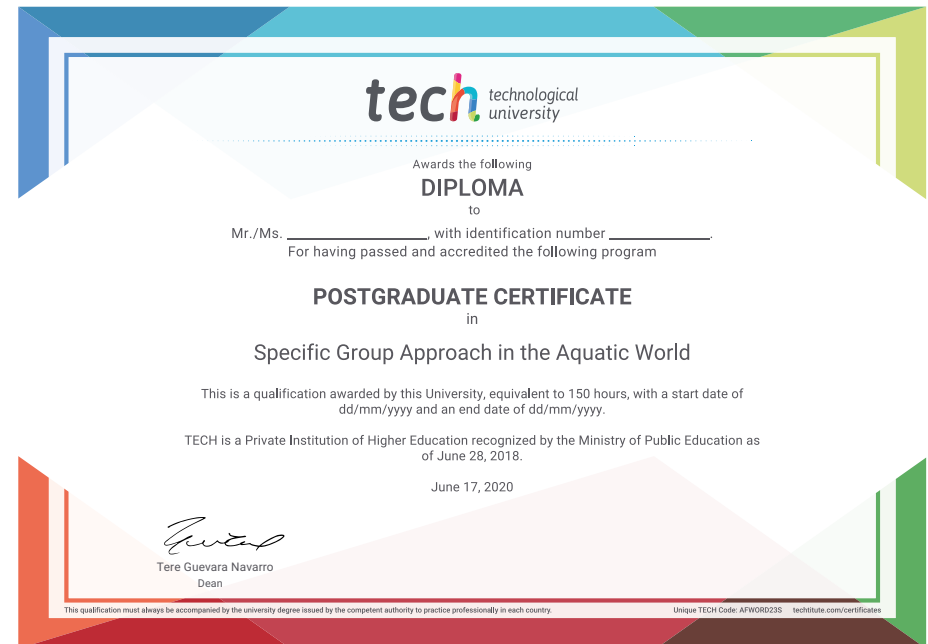 tech technological
university
Awards the following
DIPLOMA
to
Mr./Ms. ____________________, with identification number ______________.
For having passed and accredited the following program
POSTGRADUATE CERTIFICATE
in
Specific Group Approach in the Aquatic World
This is a qualification awarded by this University, equivalent to 150 hours, with a start date of
dd/mm/yyyy and an end date of dd/mm/yyyy.
TECH is a Private Institution of Higher Education recognized by the Ministry of Public Education as
of June 28, 2018.
June 17, 2020
Tere Guevara Navarro
Dean
This qualification must always be accompanied by the university degree issued by the competent authority to practice professionally in each country. Unique TECH Code: AFWORD23S techtitute.com/certificates